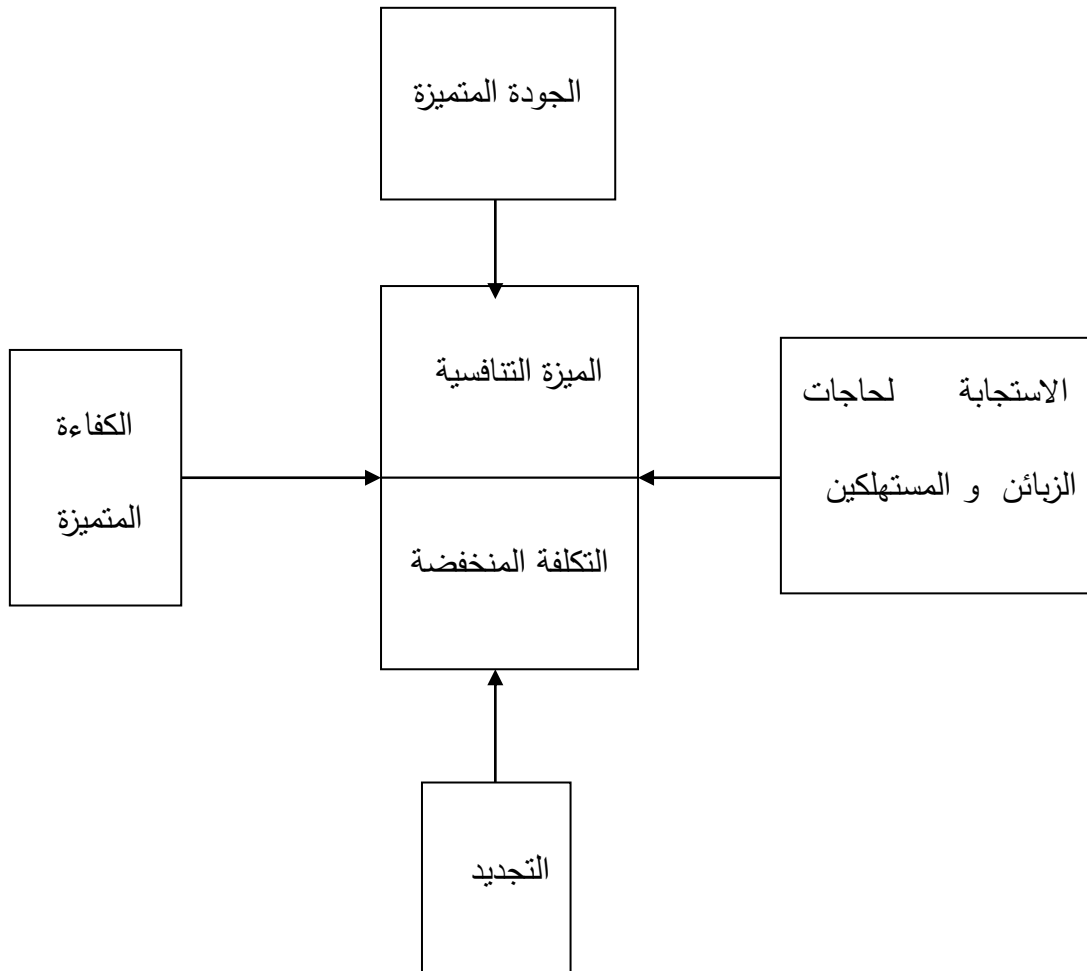 الجودة المتميزة
الميزة التنافسية
الاستجابة لحاجات
الزبائن و المستهلكين
الكفاءة
المتميزة
التكلفة المنخفضة
التجديد